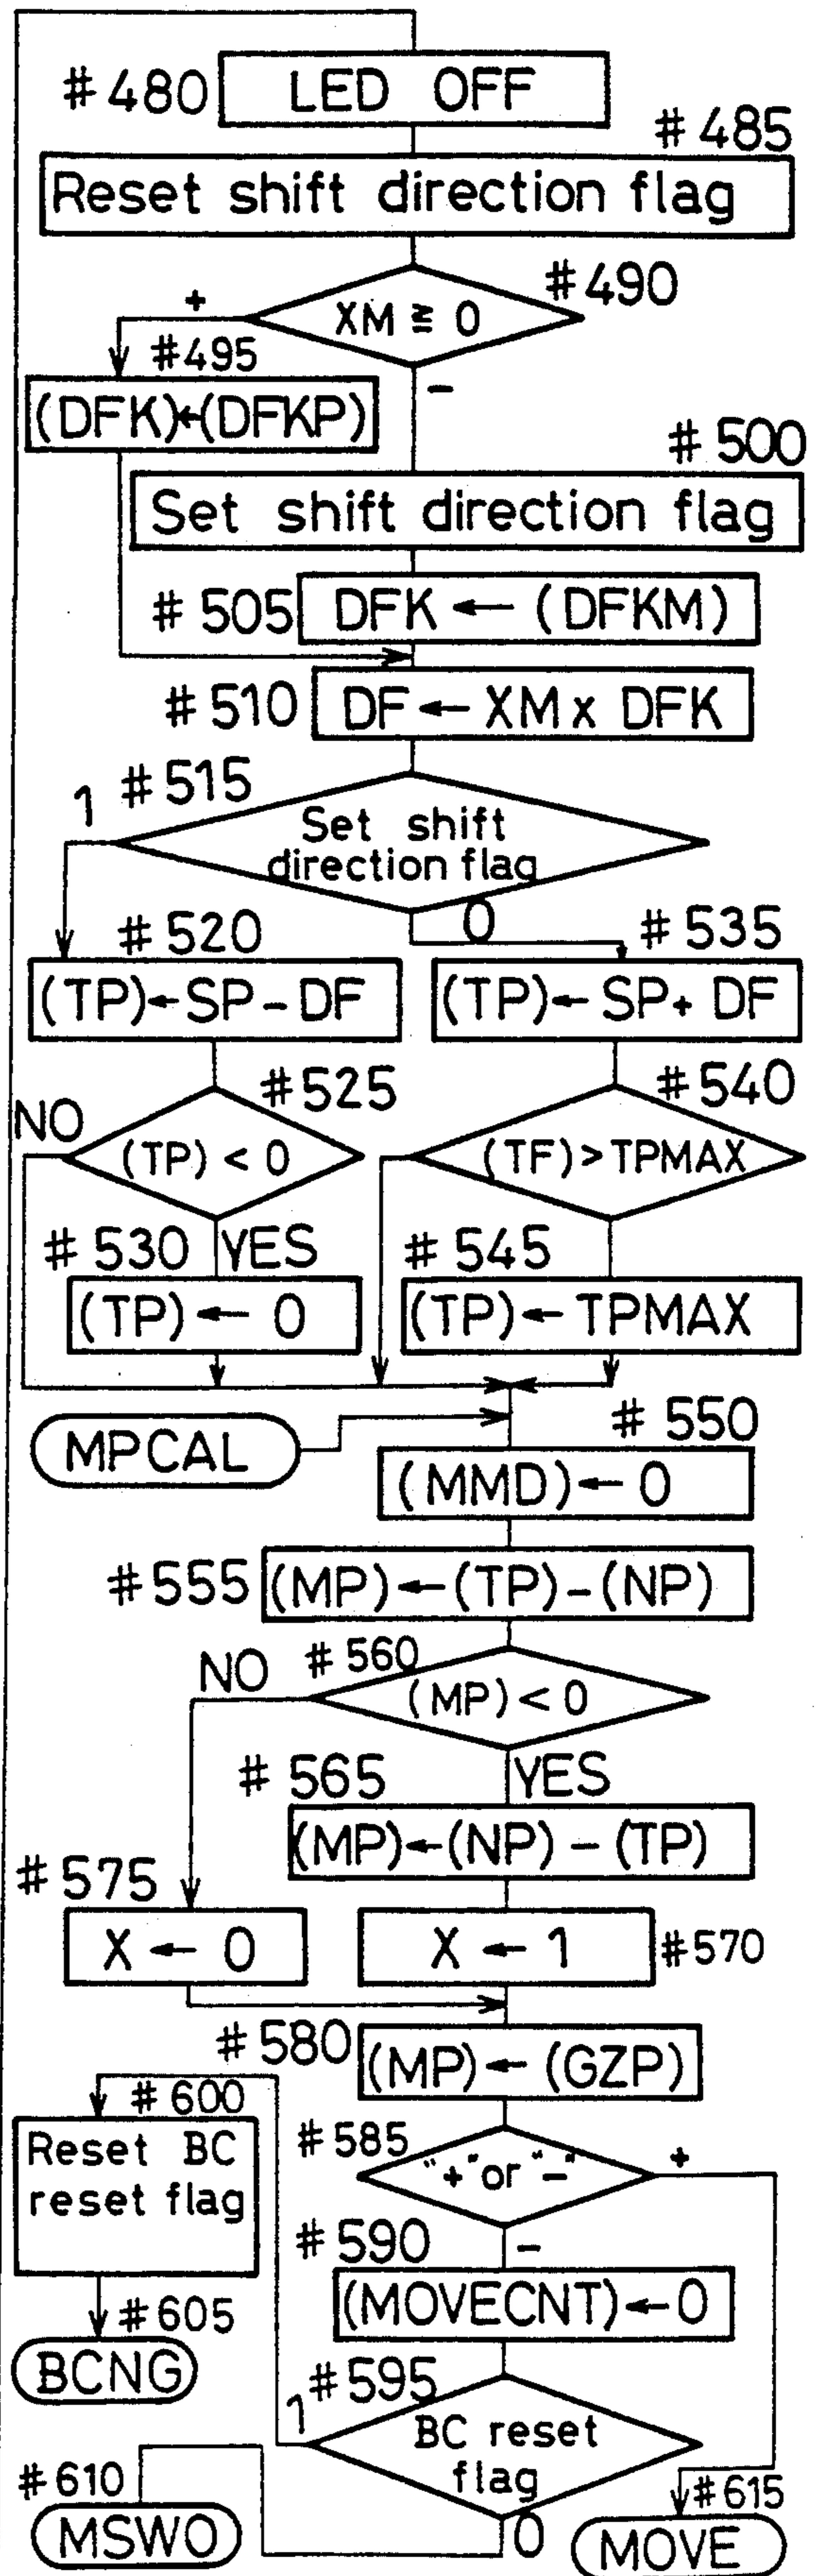 #480 LED OFF
#485
Reset shift direction flag
#490
+ XM ≧ 0
#495
(DFK)←(DFKP)
−
#500
Set shift direction flag
#505 DFK ← (DFKM)
#510 DF ← XM x DFK
#515
1
Set shift
direction flag
0
#520 #535
(TP)←SP-DF (TP)← SP+ DF
#525 #540
NO (TP) < 0 (TF)>TPMAX
#530 YES #545
(TP) ← 0 (TP)←TPMAX
MPCAL #550
(MMD)←0
#555 (MP)←(TP)-(NP)
NO #560
(MP) < 0
#565 YES
(MP)←(NP) - (TP)
#575
X ← 0 X ← 1 #570
#580 (MP)← (GZP)
#600
Reset BC
reset flag
#585 "+"or "-" +
#590 −
(MOVECNT)←0
#605
BCNG
#595
1
BC reset
flag
0
#610 #615
MSWO MOVE